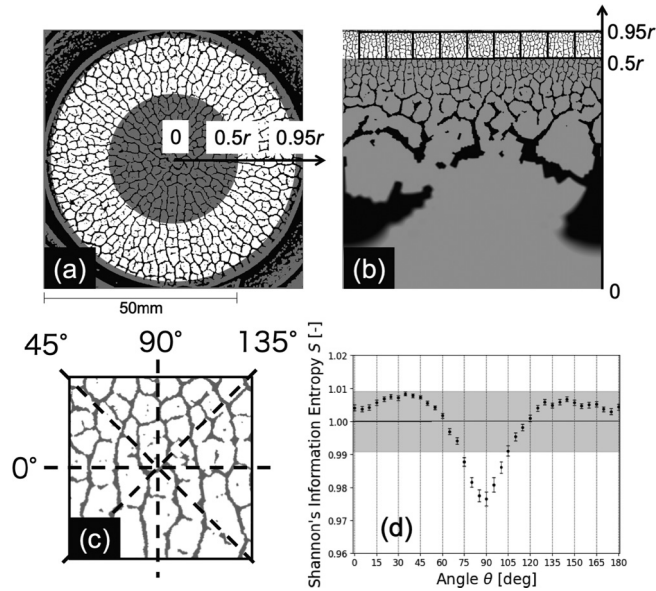 0
0.5r
0.95r
(a)
50mm
0.95r
0.5r
(b)
0
45°
90°
135°
0°
(c)
Shannon's Information Entropy S [-]
1.02
1.01
1.00
0.99
0.98
0.97
0.96
(d)
0 15 30 45 60 75 90 105 120 135 150 165 180
Angle θ [deg]